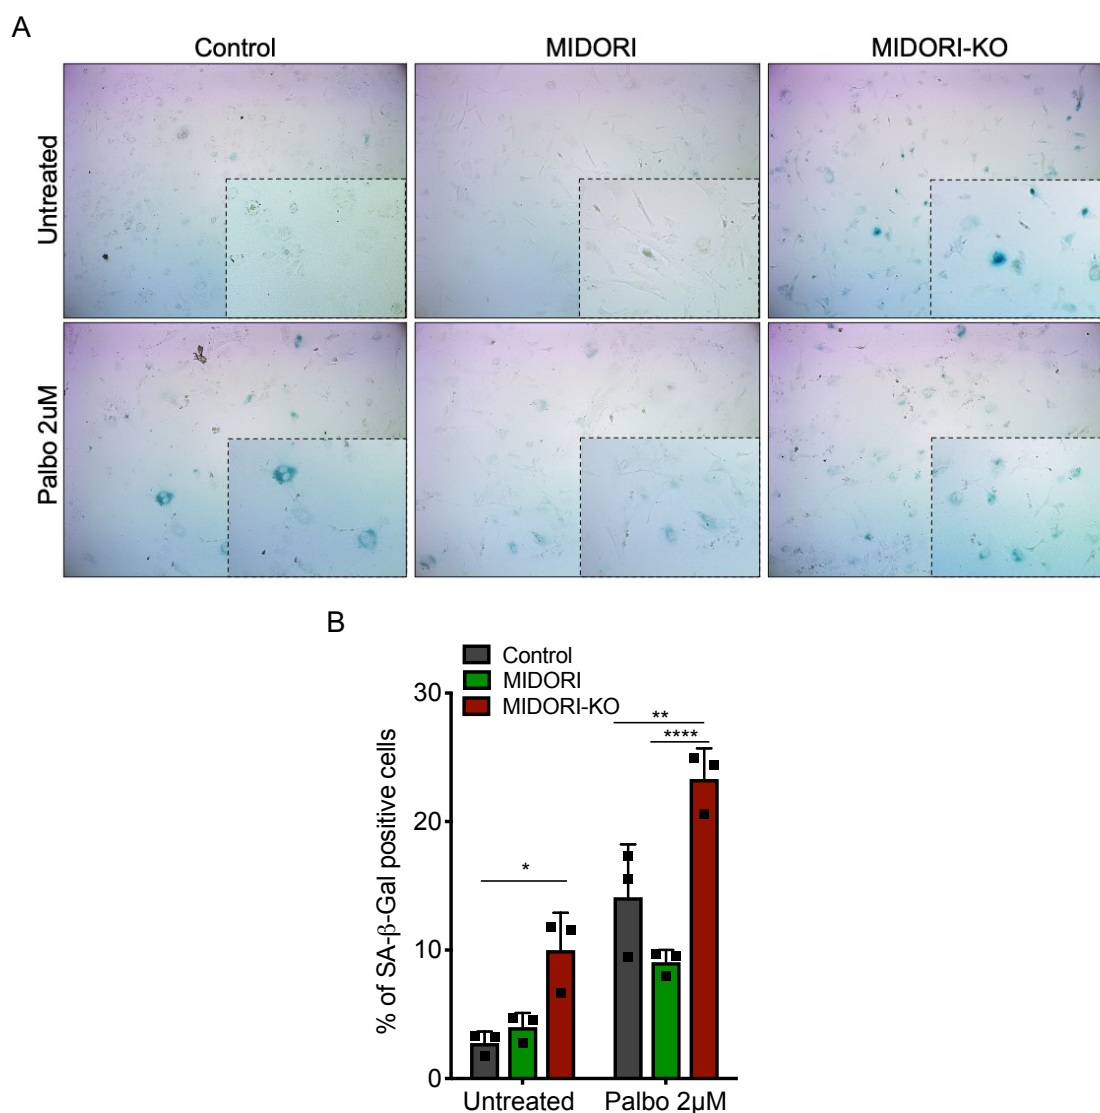 A
Control
MIDORI
MIDORI-KO
Untreated
Palbo 2uM
B
Control
MIDORI
MIDORI-KO
% of SA-β-Gal positive cells
30
20
10
0
*
**
****
Untreated
Palbo 2µM